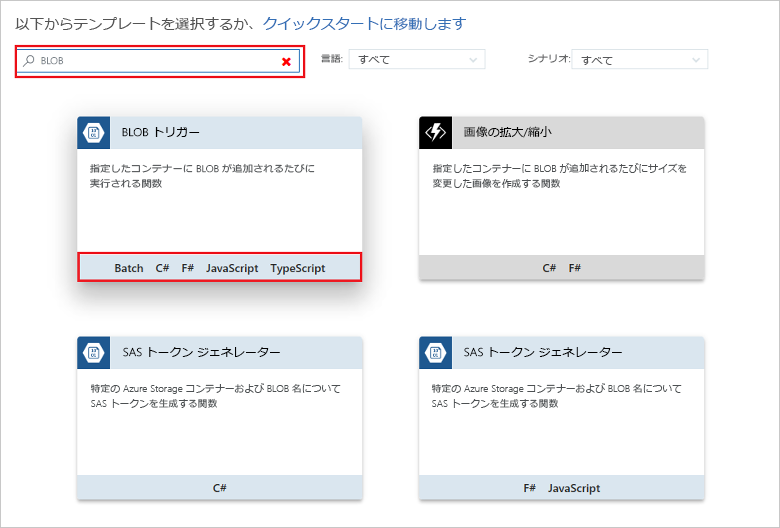 以下からテンプレートを選択するか、クイックスタートに移動します
BLOB
言語: すべて
シナリオ: すべて
BLOB トリガー
指定したコンテナーに BLOB が追加されるたびに
実行される関数
Batch C# F# JavaScript TypeScript
画像の拡大/縮小
指定したコンテナーに BLOB が追加されるたびにサイズを
変更した画像を作成する関数
C# F#
SAS トークン ジェネレーター
特定の Azure Storage コンテナーおよび BLOB 名について
SAS トークンを生成する関数
C#
SAS トークン ジェネレーター
特定の Azure Storage コンテナーおよび BLOB 名について
SAS トークンを生成する関数
F# JavaScript